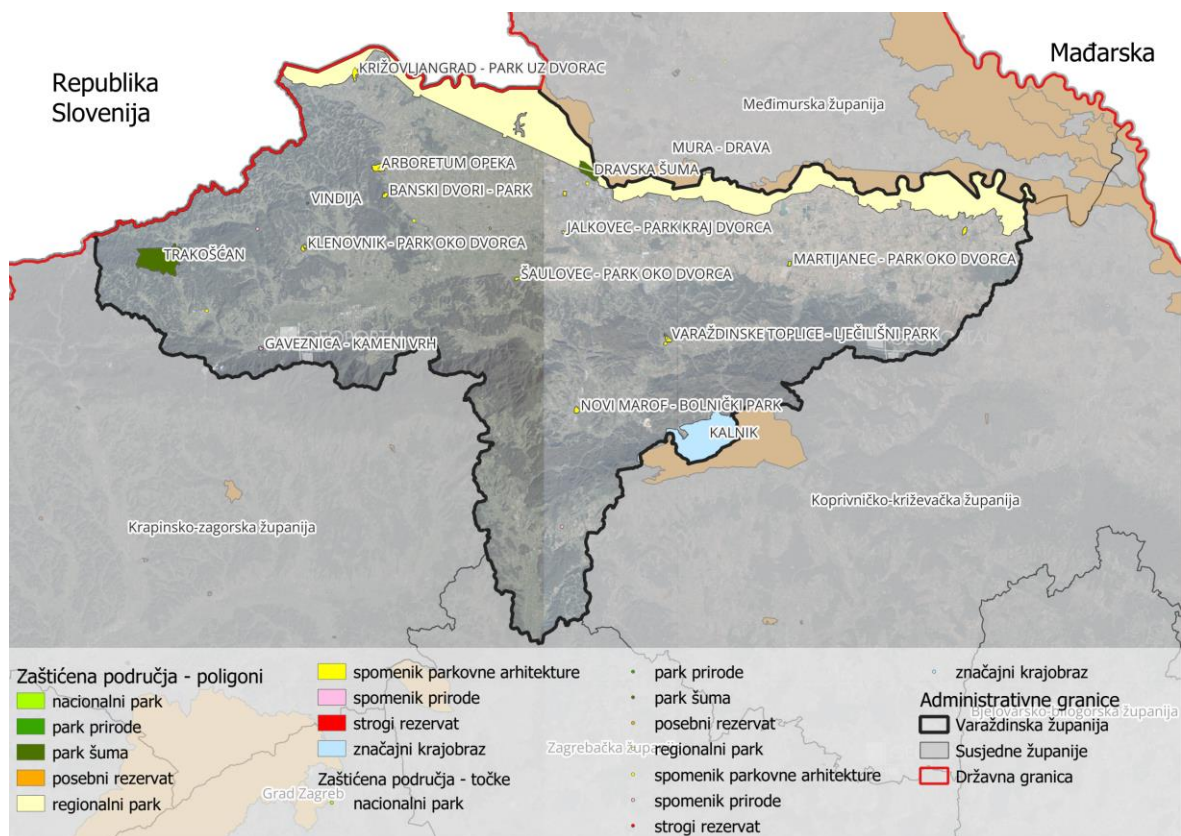 Republika
Slovenija
Mađarska
KRIŽOVLJANGRAD - PARK UZ DVORAC
Međimurska županija
MURA - DRAVA
ARBORETUM OPEKA
DRAVSKA ŠUMA
BANSKI DVORI - PARK
VINDIJA
JALKOVEC - PARK KRAJ DVORCA
KLENOVNIK - PARK OKO DVORCA
TRAKOŠĆAN
MARTIJANEC - PARK OKO DVORCA
ŠAULOVEC - PARK OKO DVORCA
VARAŽDINSKE TOPLICE - LJEČILIŠNI PARK
GAVEZNICA - KAMENI VRH
NOVI MAROF - BOLNIČKI PARK
KALNIK
Koprivničko-križevačka županija
Krapinsko-zagorska županija
Zaštićena područja - poligoni
nacionalni park
park prirode
park šuma
posebni rezervat
regionalni park
spomenik parkovne arhitekture
spomenik prirode
strogi rezervat
značajni krajobraz
Zaštićena područja - točke
nacionalni park
park prirode
park šuma
posebni rezervat
regionalni park
spomenik parkovne arhitekture
spomenik prirode
strogi rezervat
značajni krajobraz
Administrativne granice
Varaždinska županija
Susjedne županije
Državna granica
Bjelovarsko-bilogorska županija
Zagrebačka
Grad Zagreb